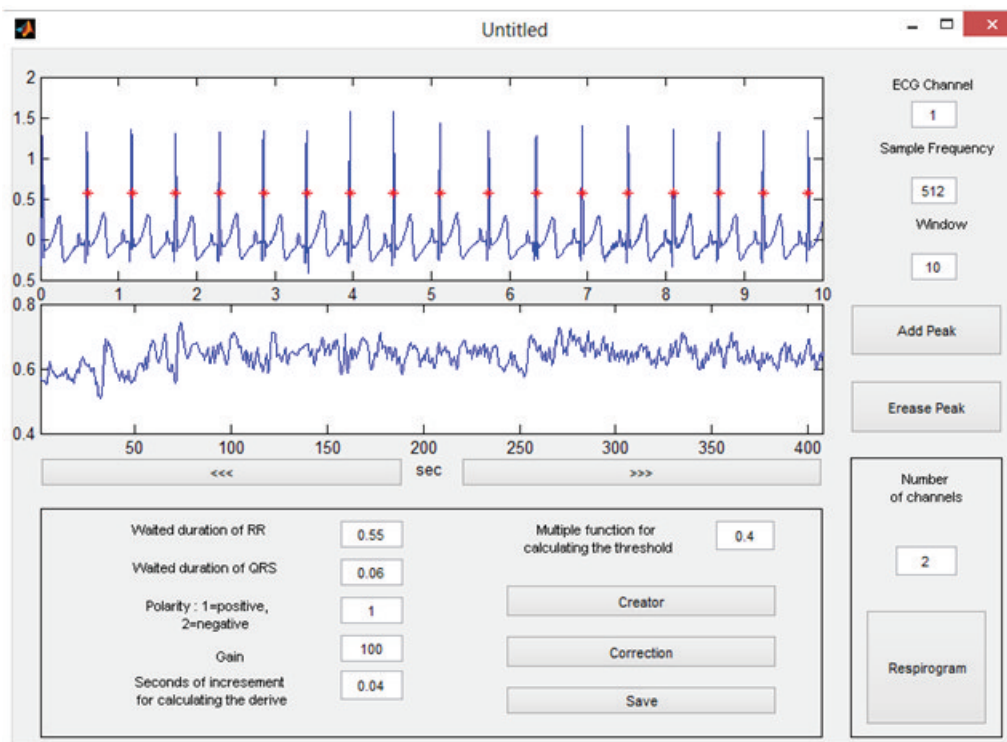 Untitled
2
1.5
1
0.5
0
0.5
0 1 2 3 4 5 6 7 8 9 10
0.8
0.6
0.4
50 100 150 200 250 300 350 400
<<< sec >>>
ECG Channel
1
Sample Frequency
512
Window
10
Add Peak
Erease Peak
Waited duration of RR 0.55
Waited duration of QRS 0.06
Polarity : 1=positive,
2=negative
1
Gain 100
Seconds of incresement
for calculating the derive
0.04
Multiple function for
calculating the threshold
0.4
Creator
Correction
Save
Number
of channels
2
Respirogram